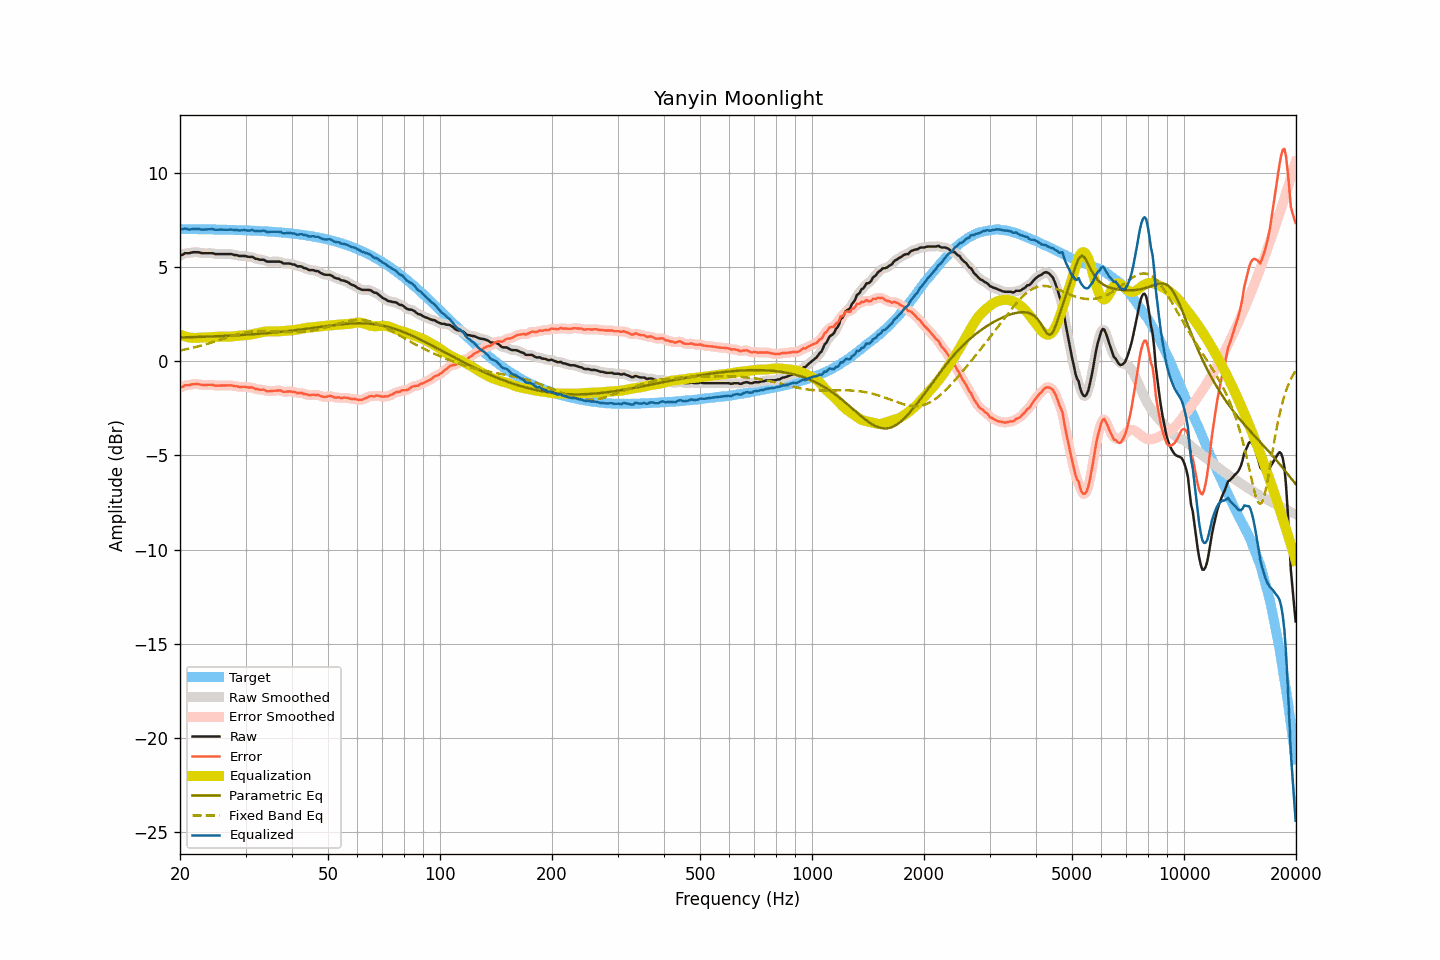 Yanyin Moonlight
10
5
0
−5
−10
−15
−20
−25
Amplitude (dBr)
Target
Raw Smoothed
Error Smoothed
Raw
Error
Equalization
Parametric Eq
Fixed Band Eq
Equalized
20 50 100 200 500 1000 2000 5000 10000 20000
Frequency (Hz)